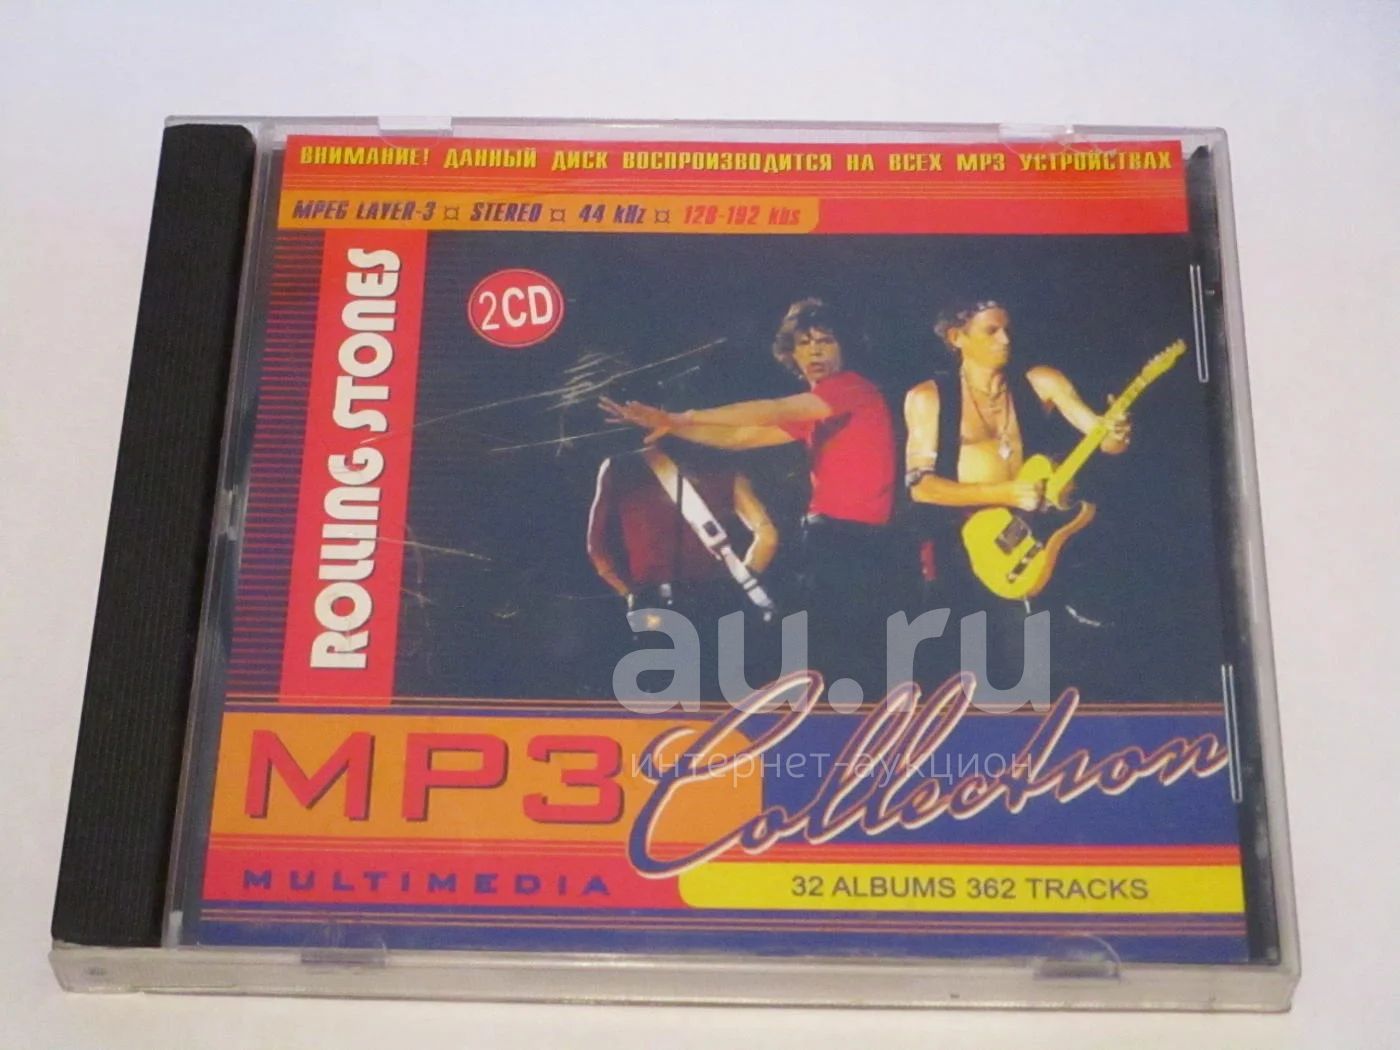 ВНИМАНИЕ! ДАННЫЙ ДИСК ВОСПРОИЗВОДИТСЯ НА ВСЕХ MP3 УСТРОЙСТВАХ
MPEG LAYER-3 ¤ STEREO ¤ 44 kHz ¤ 128-192 kbs
ROLLING STONES
2CD
au.ru
интернет-аукцион
MP3 Collection
MULTIMEDIA
32 ALBUMS 362 TRACKS